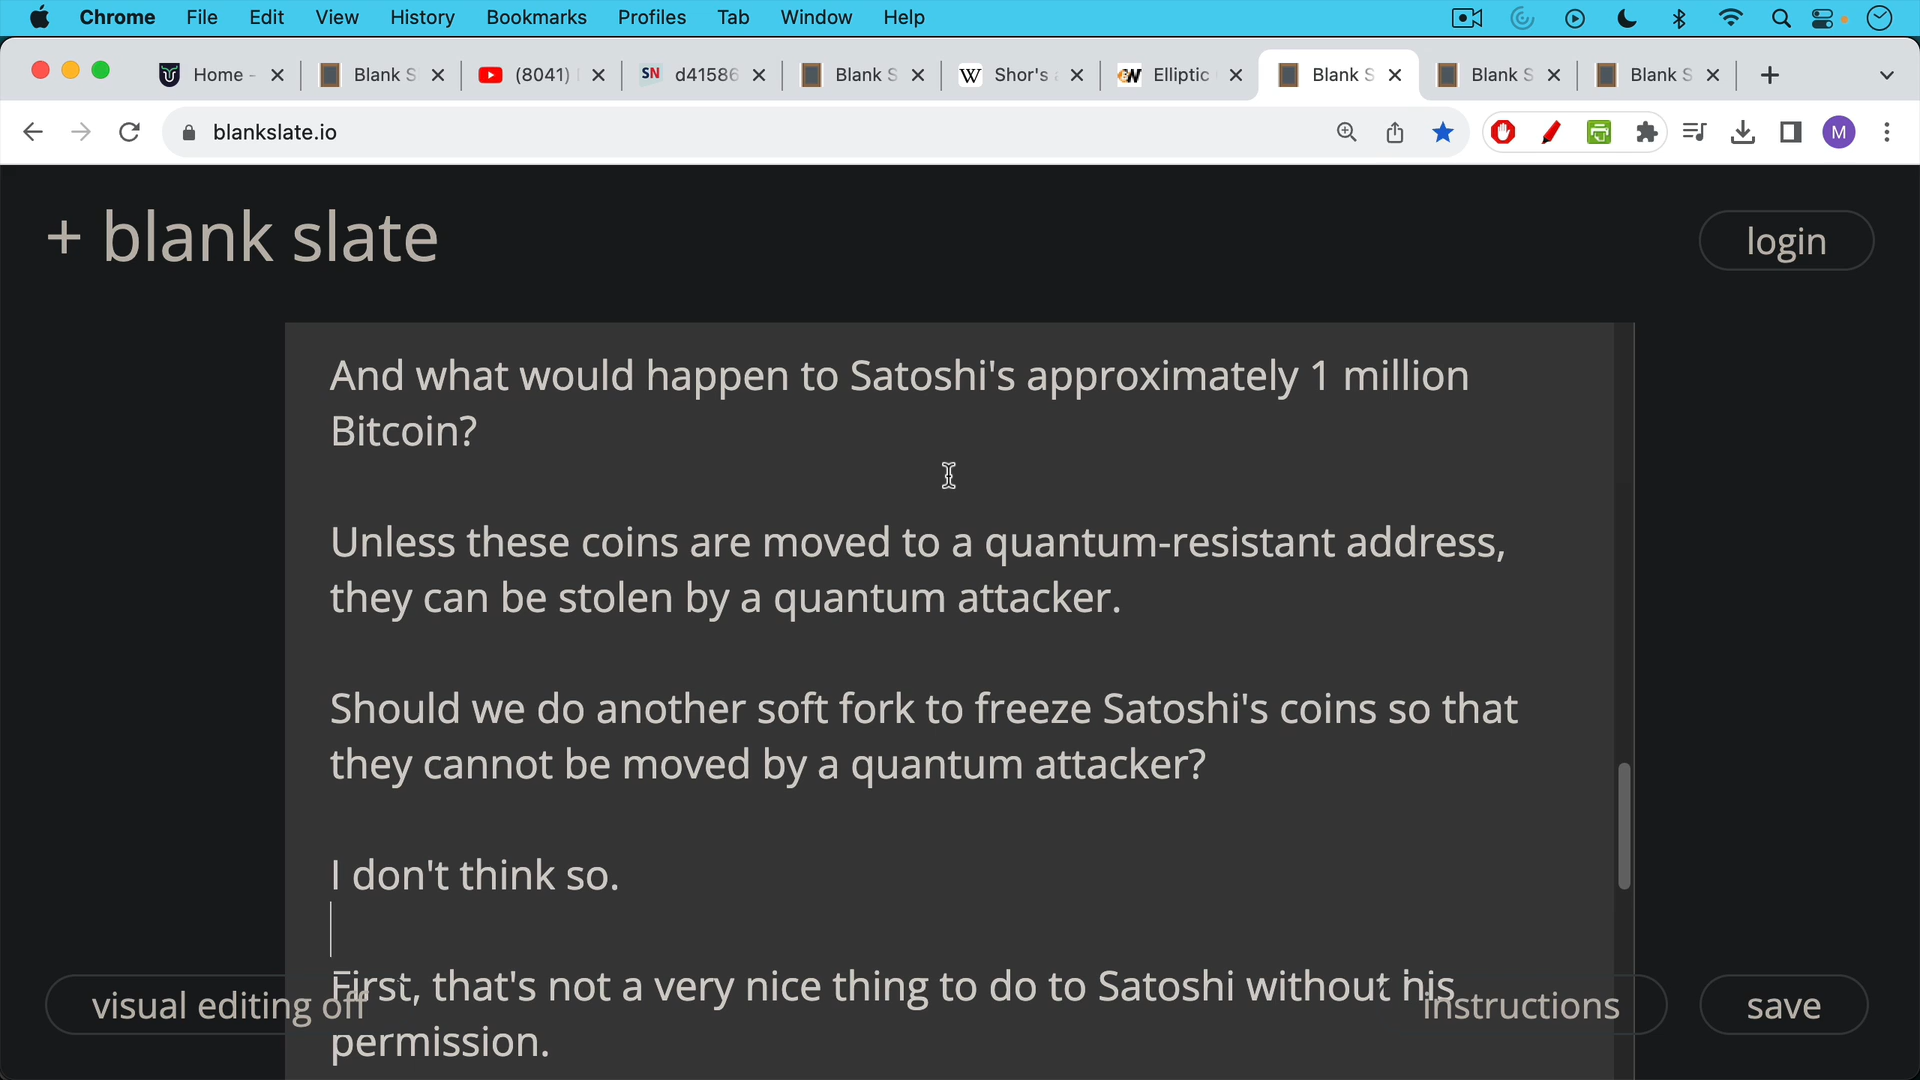 Chrome File Edit View History Bookmarks Profiles Tab Window Help
Home - Blank S (8041) SN d41586 Blank S W Shor's Elliptic Blank S Blank S Blank S
blankslate.io M
+ blank slate
login
And what would happen to Satoshi's approximately 1 million
Bitcoin?
Unless these coins are moved to a quantum-resistant address,
they can be stolen by a quantum attacker.
Should we do another soft fork to freeze Satoshi's coins so that
they cannot be moved by a quantum attacker?
I don't think so.
First, that's not a very nice thing to do to Satoshi without his
permission.
visual editing off
instructions
save